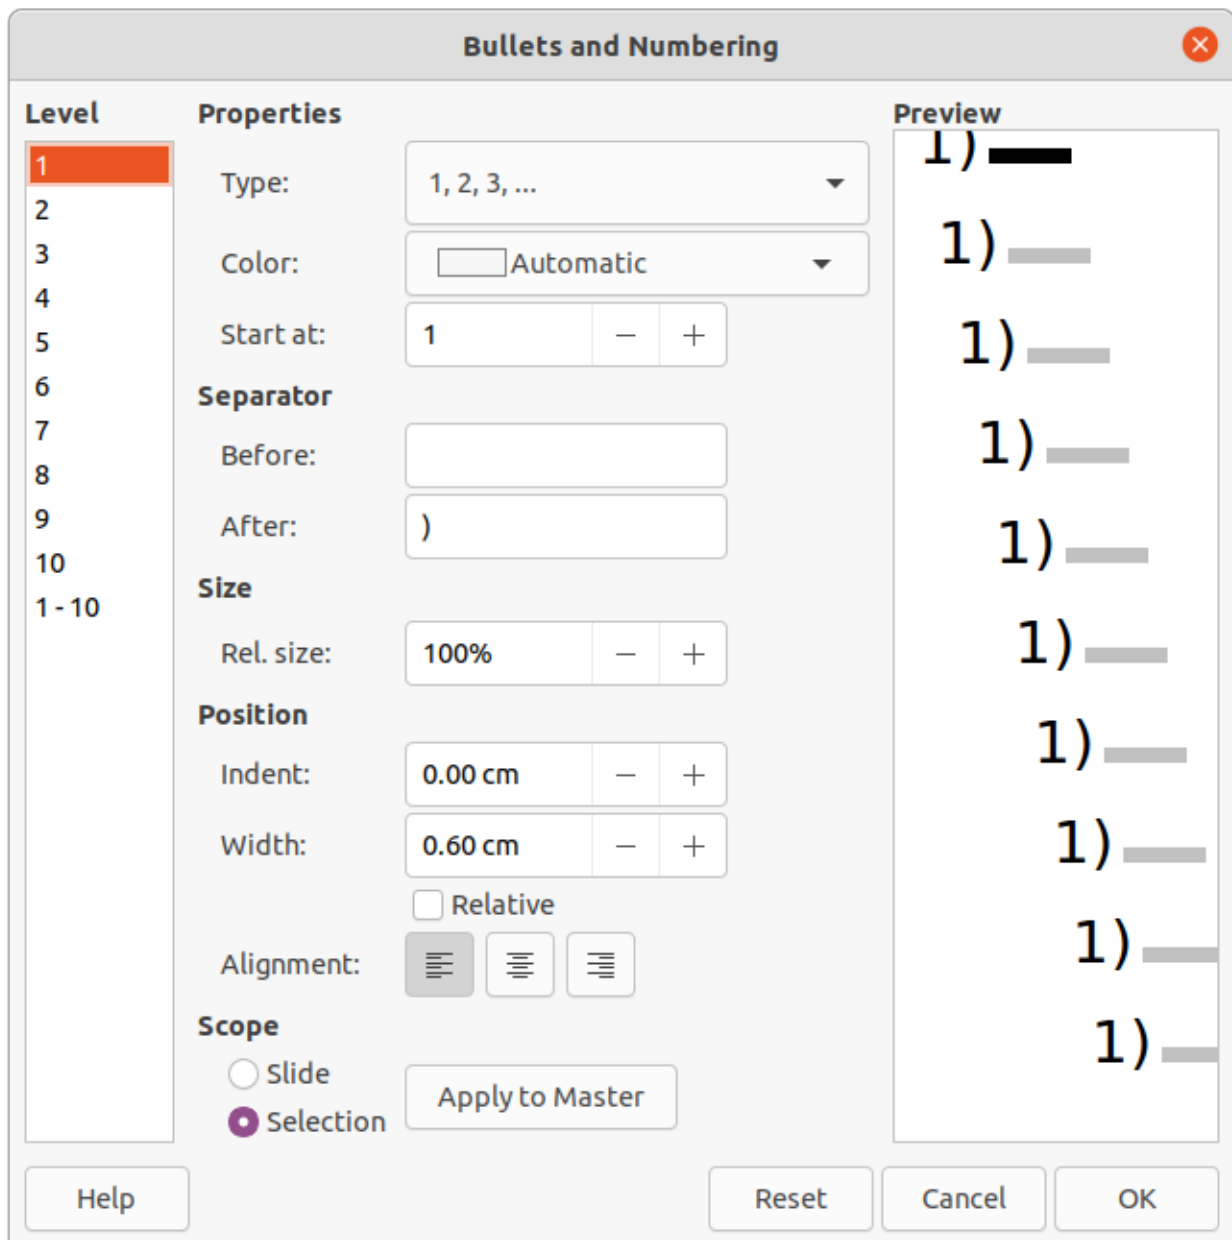 Bullets and Numbering
Level
1
2
3
4
5
6
7
8
9
10
1 - 10
Properties
Type: 1, 2, 3, ...
Color: Automatic
Start at: 1 − +
Separator
Before:
After: )
Size
Rel. size: 100% − +
Position
Indent: 0.00 cm − +
Width: 0.60 cm − +
Relative
Alignment:
Scope
Slide
Selection
Apply to Master
Preview
1)
1)
1)
1)
1)
1)
1)
1)
1)
1)
Help Reset Cancel OK